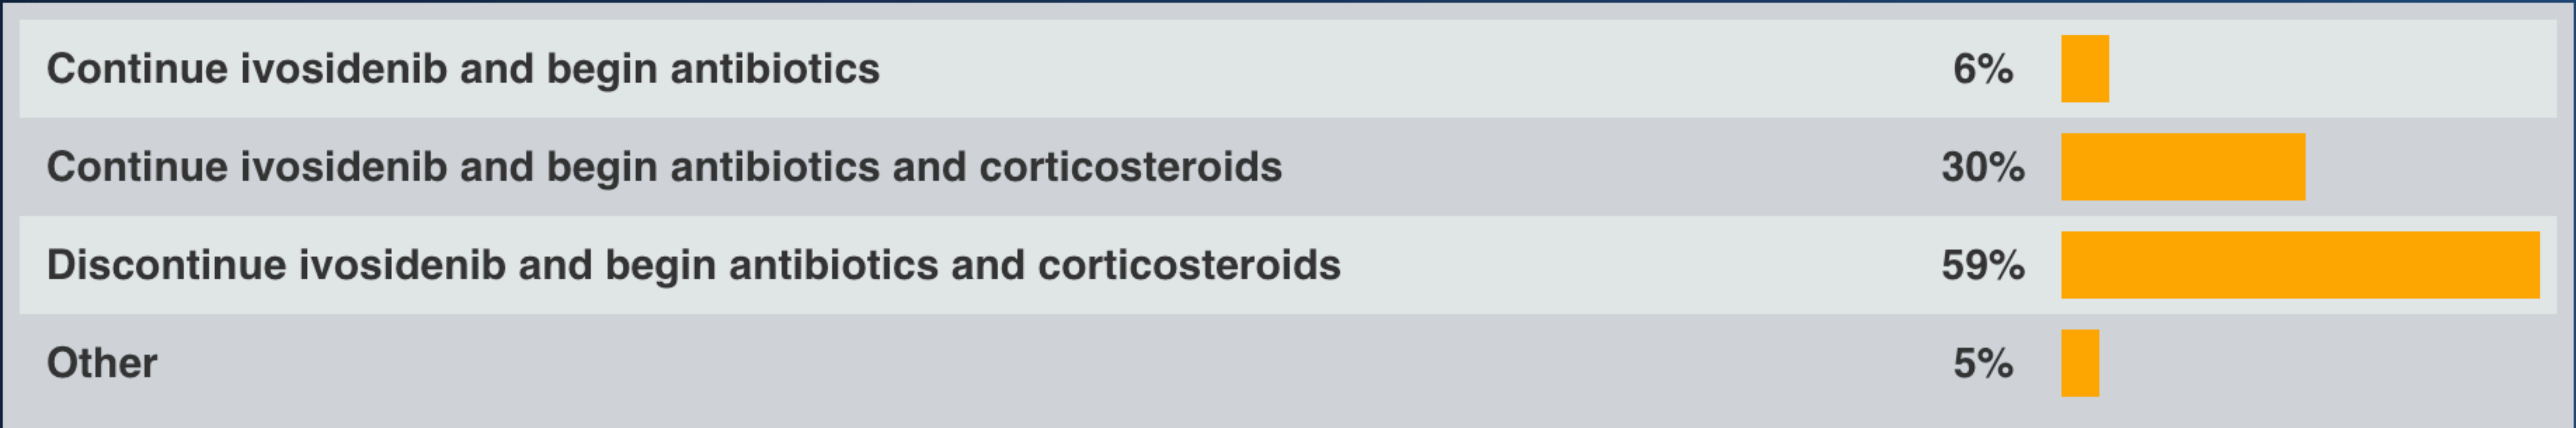 Continue ivosidenib and begin antibiotics 6%
Continue ivosidenib and begin antibiotics and corticosteroids 30%
Discontinue ivosidenib and begin antibiotics and corticosteroids 59%
Other 5%